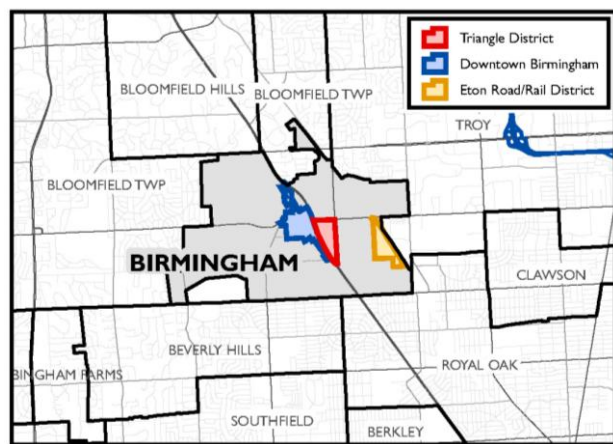 Triangle District
Downtown Birmingham
Eton Road/Rail District
BLOOMFIELD HILLS
BLOOMFIELD TWP
TROY
BLOOMFIELD TWP
BIRMINGHAM
CLAWSON
BEVERLY HILLS
ROYAL OAK
BINGHAM FARMS
SOUTHFIELD
BERKLEY